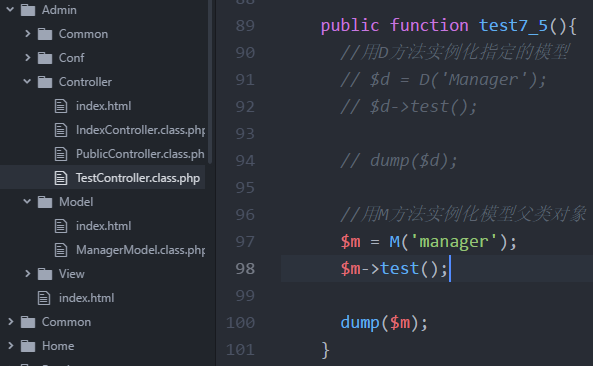 Admin
Common
Conf
Controller
index.html
IndexController.class.php
PublicController.class.ph
TestController.class.php
Model
index.html
ManagerModel.class.php
View
index.html
Common
Home
89 public function test7_5(){
90 //用D方法实例化指定的模型
91 // $d = D('Manager');
92 // $d->test();
93
94 // dump($d);
95
96 //用M方法实例化模型父类对象
97 $m = M('manager');
98 $m->test();
99
100 dump($m);
101 }